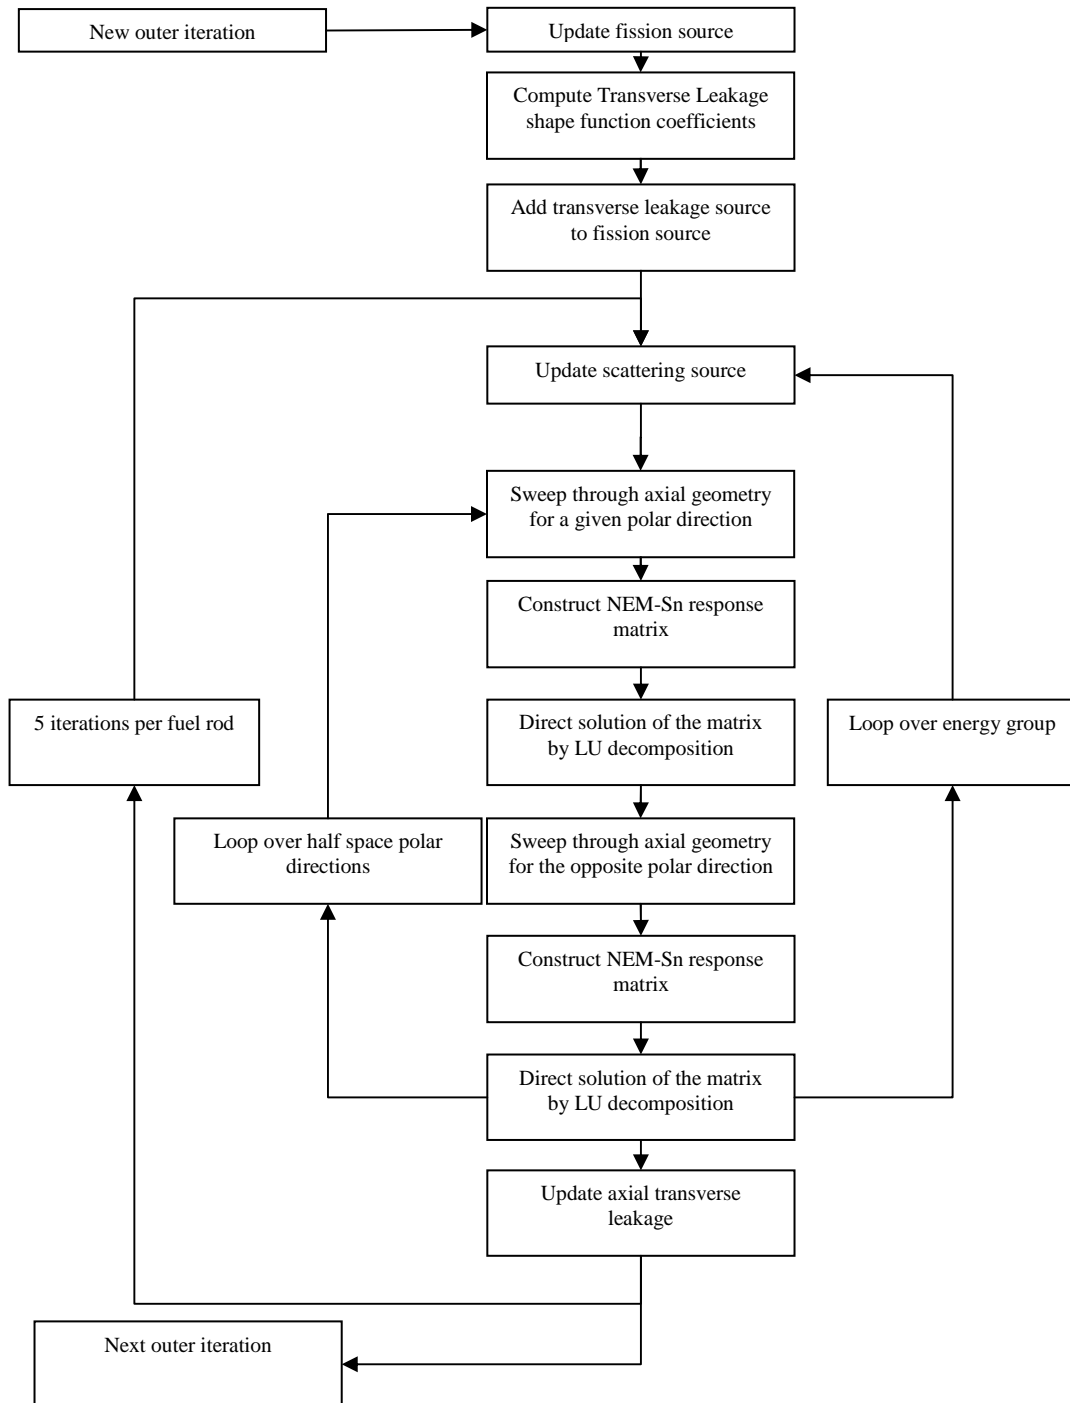 New outer iteration
Update fission source
Compute Transverse Leakage
shape function coefficients
Add transverse leakage source
to fission source
Update scattering source
Sweep through axial geometry
for a given polar direction
Construct NEM-Sn response
matrix
5 iterations per fuel rod
Direct solution of the matrix
by LU decomposition
Loop over energy group
Loop over half space polar
directions
Sweep through axial geometry
for the opposite polar direction
Construct NEM-Sn response
matrix
Direct solution of the matrix
by LU decomposition
Update axial transverse
leakage
Next outer iteration